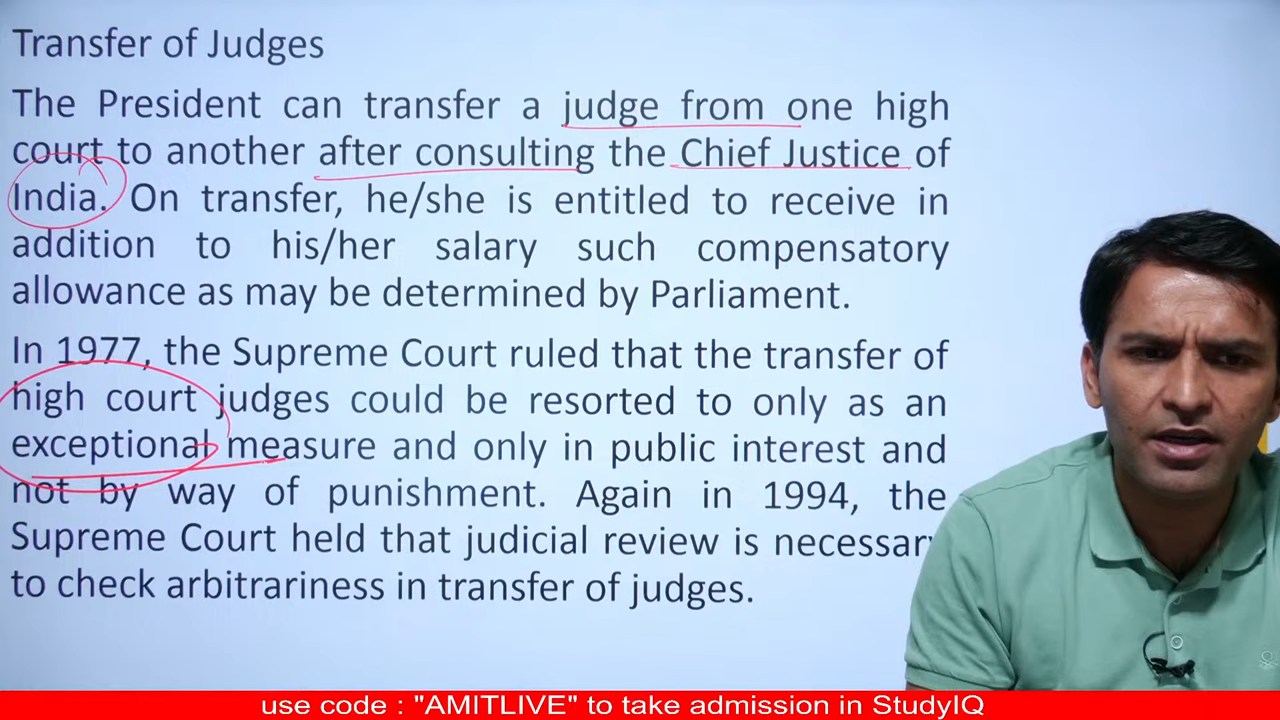 Transfer of Judges
The President can transfer a judge from one high
court to another after consulting the Chief Justice of
India. On transfer, he/she is entitled to receive in
addition to his/her salary such compensatory
allowance as may be determined by Parliament.
In 1977, the Supreme Court ruled that the transfer of
high court judges could be resorted to only as an
exceptional measure and only in public interest and
not by way of punishment. Again in 1994, the
Supreme Court held that judicial review is necessary
to check arbitrariness in transfer of judges.
use code : "AMITLIVE" to take admission in StudyIQ